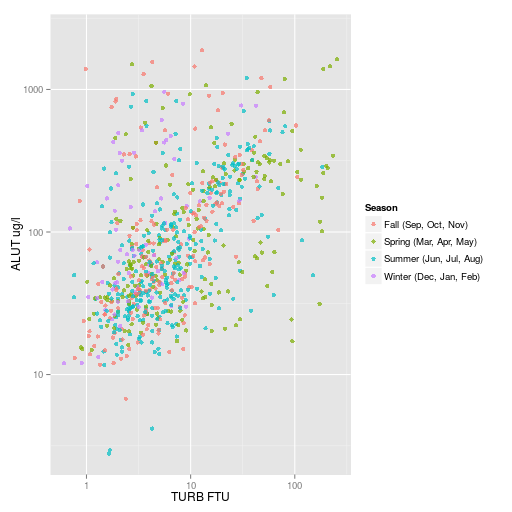 1000
100
10
ALUT ug/l
1
10
100
TURB FTU
Season
Fall (Sep, Oct, Nov)
Spring (Mar, Apr, May)
Summer (Jun, Jul, Aug)
Winter (Dec, Jan, Feb)